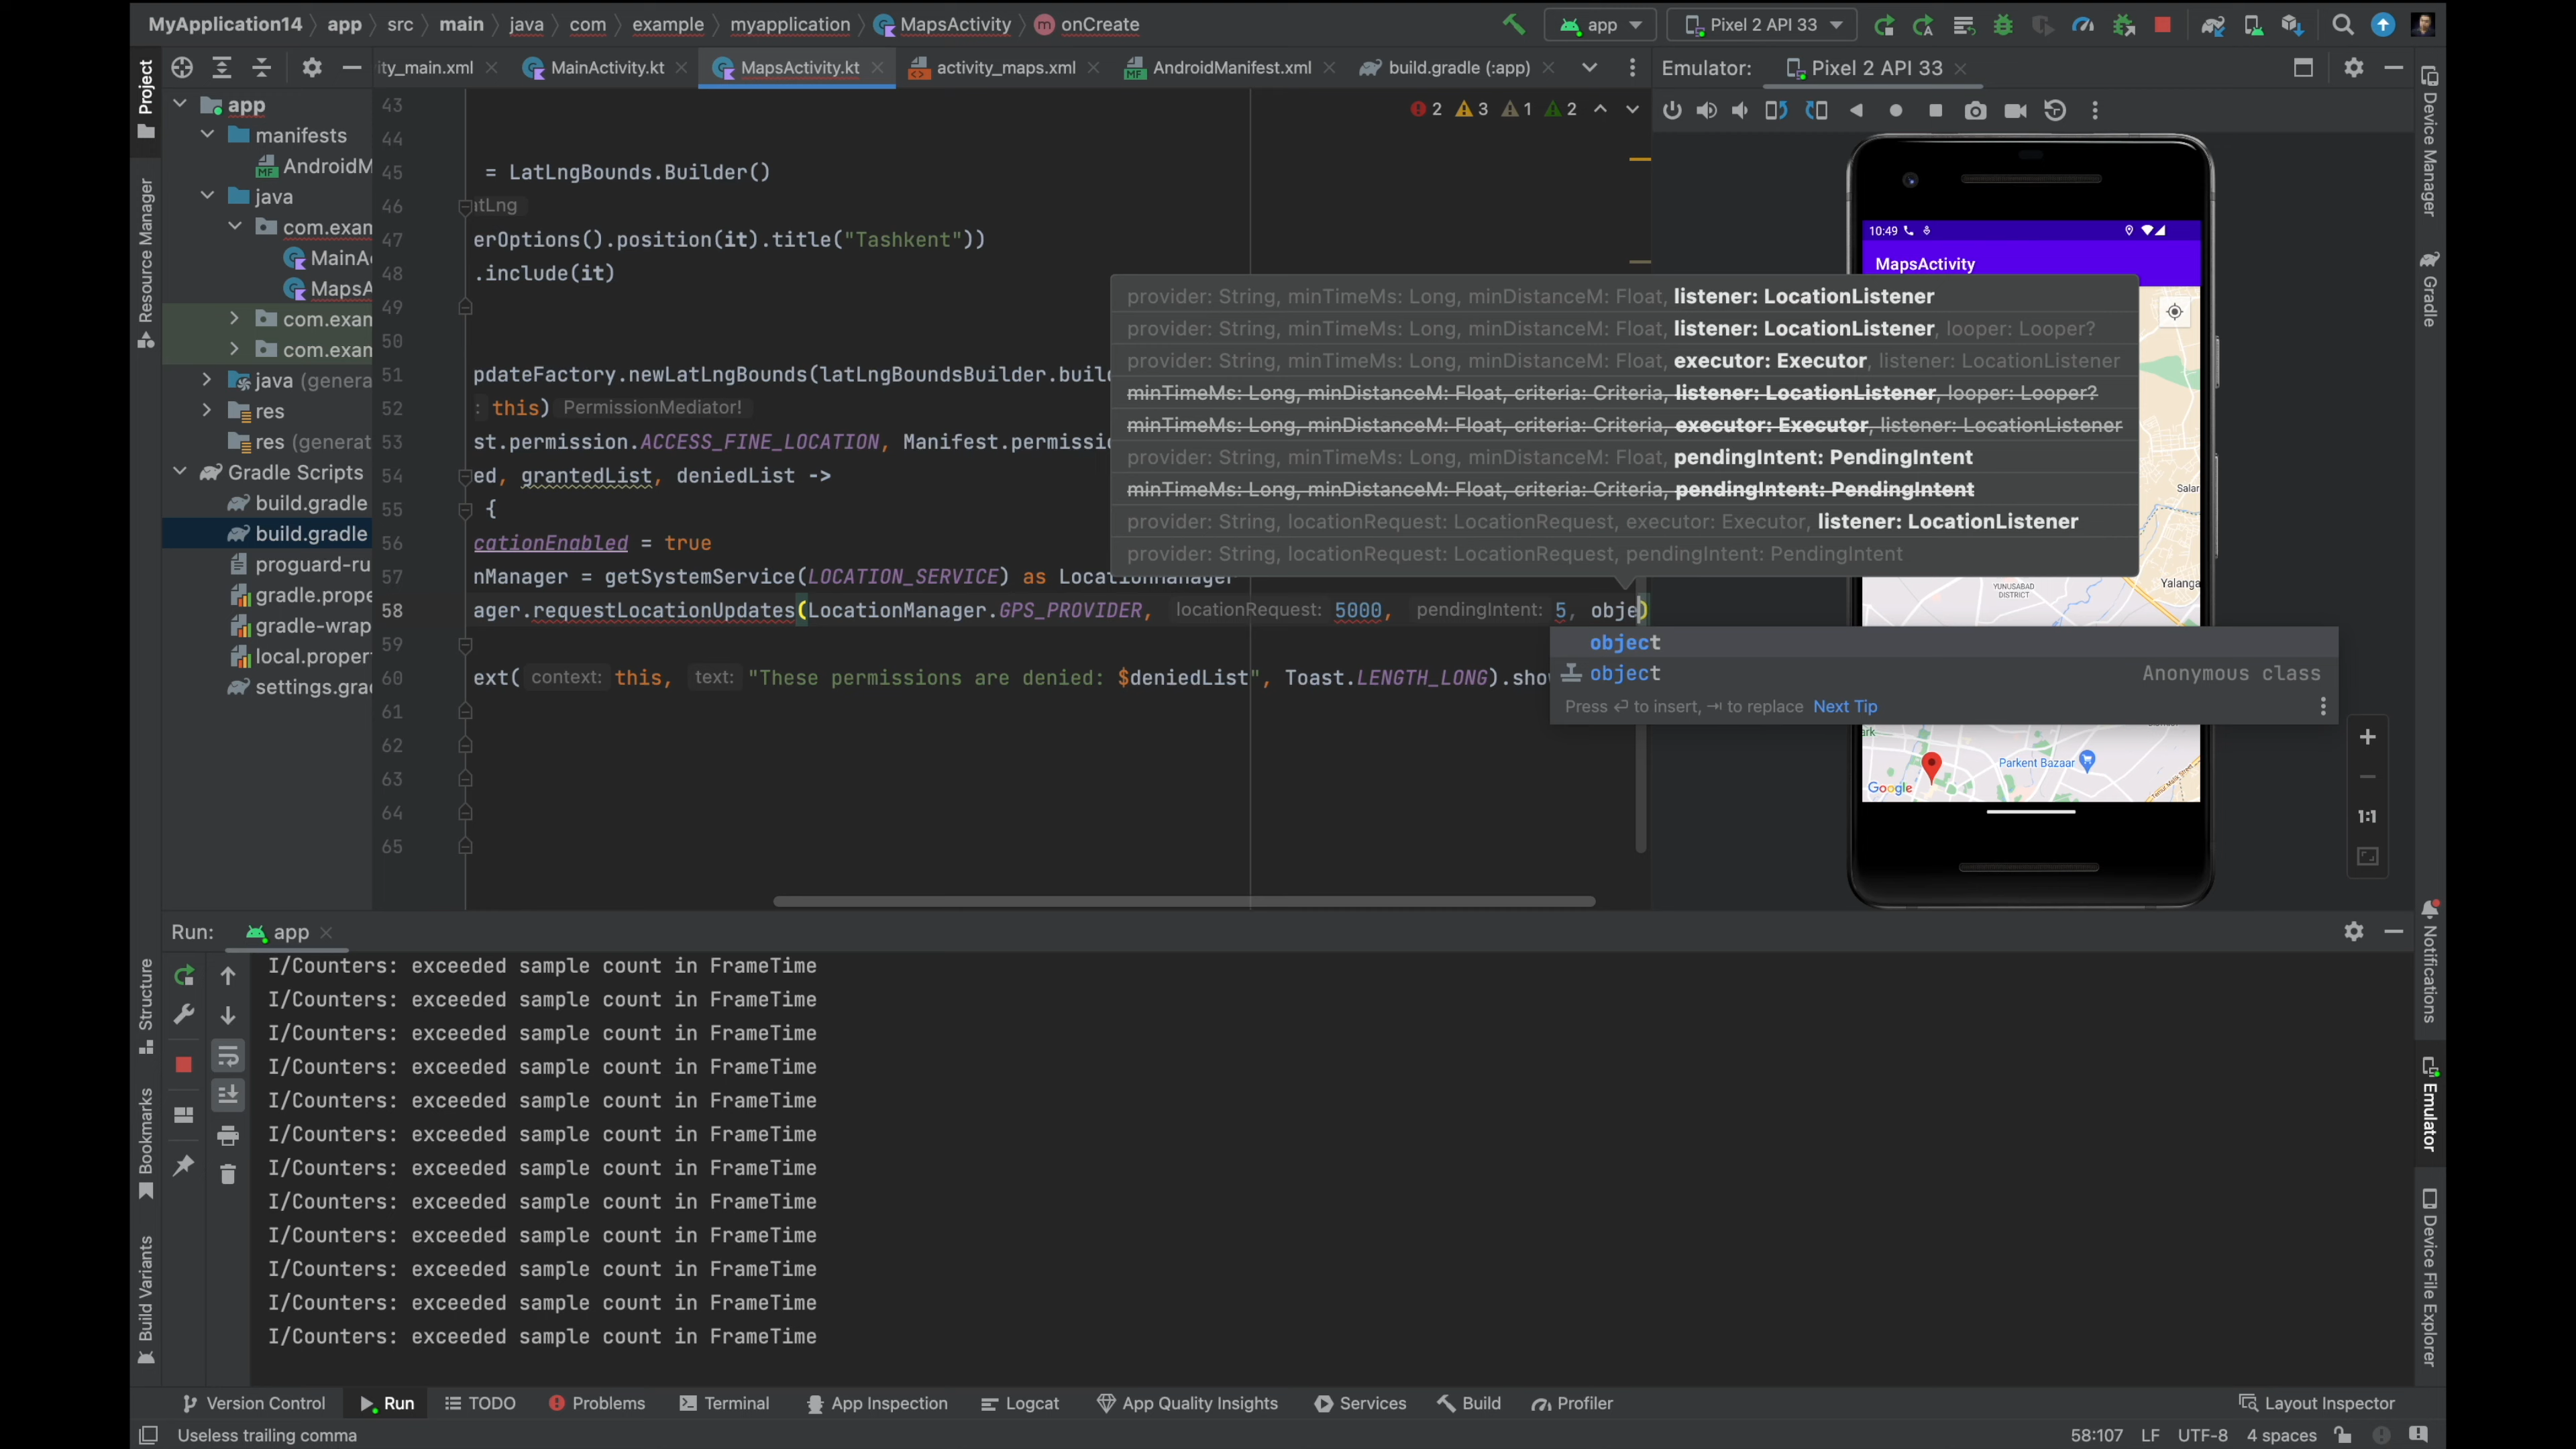 MyApplication14 app src main java com example myapplication MapsActivity onCreate
app Pixel 2 API 33
Project
ity_main.xml MainActivity.kt MapsActivity.kt activity_maps.xml AndroidManifest.xml build.gradle (:app)
Emulator: Pixel 2 API 33
app
manifests
AndroidM
java
com.exam
MainAc
MapsA
com.exam
com.exam
java (genera
res
res (generat
Gradle Scripts
build.gradle
build.gradle
proguard-ru
gradle.prope
gradle-wrap
local.propert
settings.grad
2 3 1 2
43
44
45 = LatLngBounds.Builder()
46 atLng
47 erOptions().position(it).title("Tashkent"))
48 .include(it)
49
50
51 pdateFactory.newLatLngBounds(latLngBoundsBuilder.buil
52 : this) PermissionMediator!
53 st.permission.ACCESS_FINE_LOCATION, Manifest.permissio
54 ed, grantedList, deniedList ->
55 {
56 cationEnabled = true
57 nManager = getSystemService(LOCATION_SERVICE) as LocationManager
58 ager.requestLocationUpdates(LocationManager.GPS_PROVIDER, locationRequest: 5000, pendingIntent: 5, obje)
59
60 ext( context: this, text: "These permissions are denied: $deniedList", Toast.LENGTH_LONG).show
61
62
63
64
65
provider: String, minTimeMs: Long, minDistanceM: Float, listener: LocationListener
provider: String, minTimeMs: Long, minDistanceM: Float, listener: LocationListener, looper: Looper?
provider: String, minTimeMs: Long, minDistanceM: Float, executor: Executor, listener: LocationListener
minTimeMs: Long, minDistanceM: Float, criteria: Criteria, listener: LocationListener, looper: Looper?
minTimeMs: Long, minDistanceM: Float, criteria: Criteria, executor: Executor, listener: LocationListener
provider: String, minTimeMs: Long, minDistanceM: Float, pendingIntent: PendingIntent
minTimeMs: Long, minDistanceM: Float, criteria: Criteria, pendingIntent: PendingIntent
provider: String, locationRequest: LocationRequest, executor: Executor, listener: LocationListener
provider: String, locationRequest: LocationRequest, pendingIntent: PendingIntent
object
object Anonymous class
Press ↩ to insert, ⇥ to replace Next Tip
10:49
MapsActivity
Salar
YUNUSABAD
DISTRICT
Yalanga
ark
Parkent Bazaar
Google
1:1
Resource Manager
Structure
Bookmarks
Build Variants
Device Manager
Gradle
Notifications
Emulator
Device File Explorer
Run: app
I/Counters: exceeded sample count in FrameTime
I/Counters: exceeded sample count in FrameTime
I/Counters: exceeded sample count in FrameTime
I/Counters: exceeded sample count in FrameTime
I/Counters: exceeded sample count in FrameTime
I/Counters: exceeded sample count in FrameTime
I/Counters: exceeded sample count in FrameTime
I/Counters: exceeded sample count in FrameTime
I/Counters: exceeded sample count in FrameTime
I/Counters: exceeded sample count in FrameTime
I/Counters: exceeded sample count in FrameTime
I/Counters: exceeded sample count in FrameTime
Version Control Run TODO Problems Terminal App Inspection Logcat App Quality Insights Services Build Profiler Layout Inspector
Useless trailing comma 58:107 LF UTF-8 4 spaces